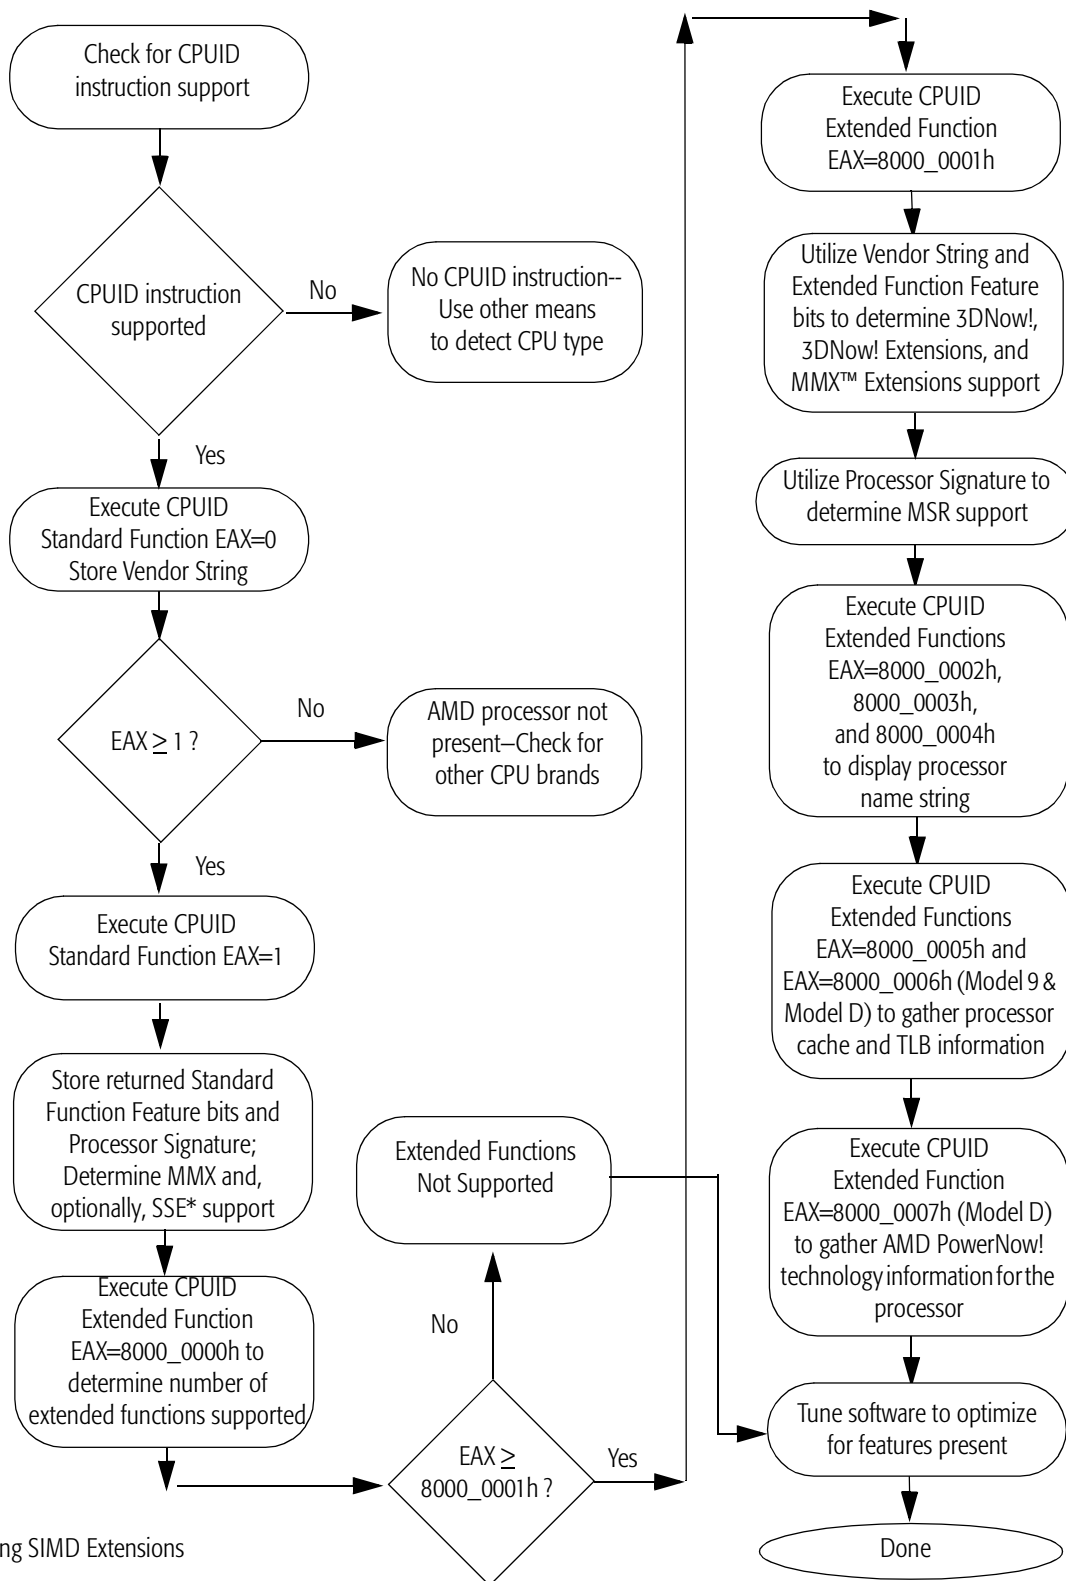 Check for CPUID
instruction support
CPUID instruction
supported
No
No CPUID instruction--
Use other means
to detect CPU type
Yes
Execute CPUID
Standard Function EAX=0
Store Vendor String
EAX ≥ 1 ?
No
AMD processor not
present—Check for
other CPU brands
Yes
Execute CPUID
Standard Function EAX=1
Store returned Standard
Function Feature bits and
Processor Signature;
Determine MMX and,
optionally, SSE* support
Execute CPUID
Extended Function
EAX=8000_0000h to
determine number of
extended functions supported
EAX ≥
8000_0001h ?
No
Extended Functions
Not Supported
Yes
Execute CPUID
Extended Function
EAX=8000_0001h
Utilize Vendor String and
Extended Function Feature
bits to determine 3DNow!,
3DNow! Extensions, and
MMX™ Extensions support
Utilize Processor Signature to
determine MSR support
Execute CPUID
Extended Functions
EAX=8000_0002h,
8000_0003h,
and 8000_0004h
to display processor
name string
Execute CPUID
Extended Functions
EAX=8000_0005h and
EAX=8000_0006h (Model 9 &
Model D) to gather processor
cache and TLB information
Execute CPUID
Extended Function
EAX=8000_0007h (Model D)
to gather AMD PowerNow!
technology information for the
processor
Tune software to optimize
for features present
Done
ng SIMD Extensions